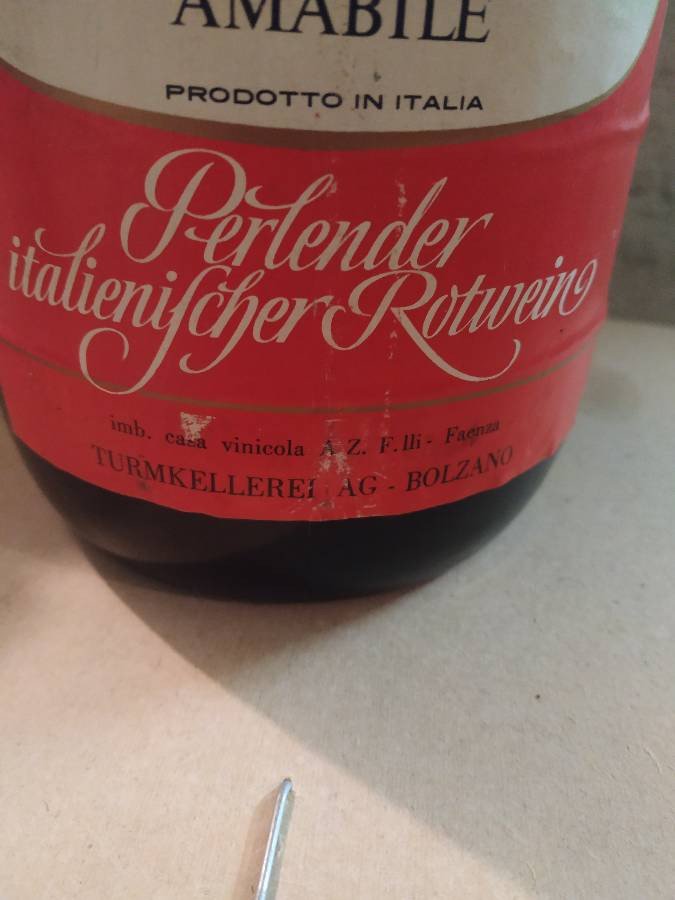 AMABILE
PRODOTTO IN ITALIA
Perlender
italieniſcher Rotwein
imb. casa vinicola A. Z. F.lli - Faenza
TURMKELLEREI AG - BOLZANO